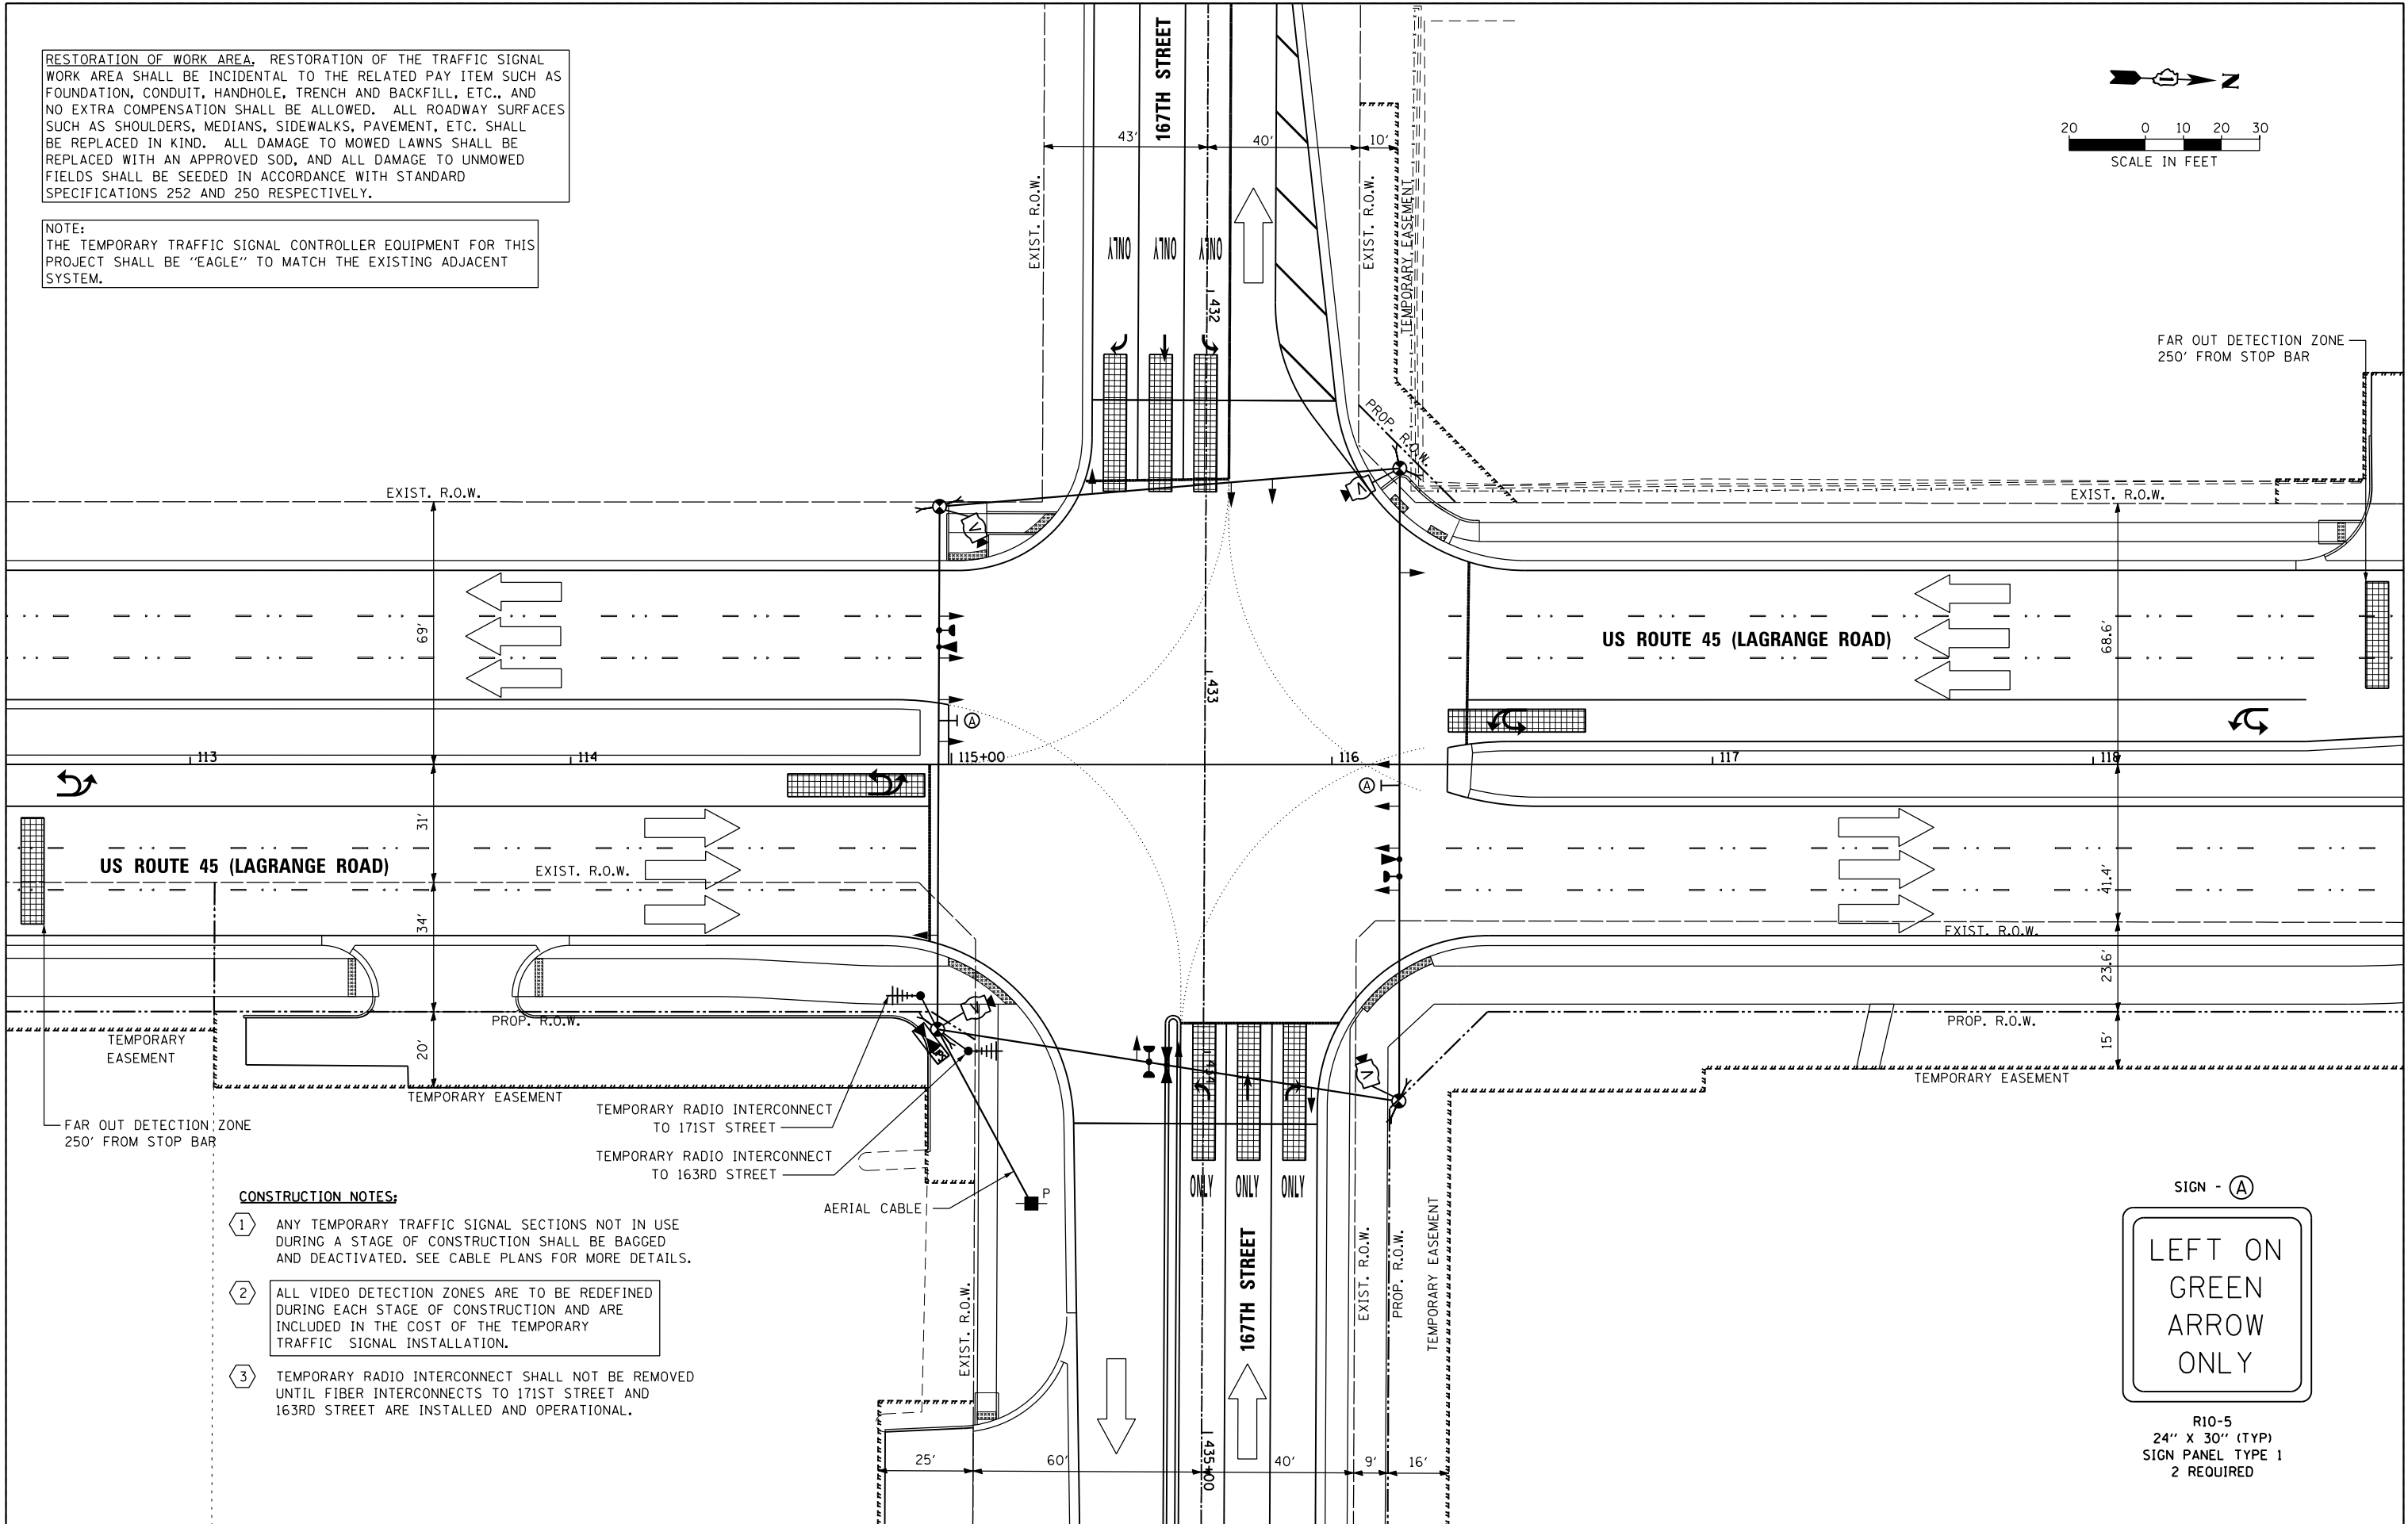 RESTORATION OF WORK AREA. RESTORATION OF THE TRAFFIC SIGNAL
WORK AREA SHALL BE INCIDENTAL TO THE RELATED PAY ITEM SUCH AS
FOUNDATION, CONDUIT, HANDHOLE, TRENCH AND BACKFILL, ETC., AND
NO EXTRA COMPENSATION SHALL BE ALLOWED. ALL ROADWAY SURFACES
SUCH AS SHOULDERS, MEDIANS, SIDEWALKS, PAVEMENT, ETC. SHALL
BE REPLACED IN KIND. ALL DAMAGE TO MOWED LAWNS SHALL BE
REPLACED WITH AN APPROVED SOD, AND ALL DAMAGE TO UNMOWED
FIELDS SHALL BE SEEDED IN ACCORDANCE WITH STANDARD
SPECIFICATIONS 252 AND 250 RESPECTIVELY.
NOTE:
THE TEMPORARY TRAFFIC SIGNAL CONTROLLER EQUIPMENT FOR THIS
PROJECT SHALL BE "EAGLE" TO MATCH THE EXISTING ADJACENT
SYSTEM.
167TH STREET
43'
40'
10'
EXIST. R.O.W.
EXIST. R.O.W.
TEMPORARY EASEMENT
ONLY
ONLY
ONLY
432
PROP. R.O.W.
N
20 0 10 20 30
SCALE IN FEET
FAR OUT DETECTION ZONE
250' FROM STOP BAR
EXIST. R.O.W.
EXIST. R.O.W.
V
V
69'
68.6'
US ROUTE 45 (LAGRANGE ROAD)
433
A
113
114
115+00
116
117
118
A
31'
US ROUTE 45 (LAGRANGE ROAD)
EXIST. R.O.W.
34'
41.4'
EXIST. R.O.W.
23.6'
PROP. R.O.W.
PROP. R.O.W.
TEMPORARY
EASEMENT
20'
15'
V
V
434
TEMPORARY EASEMENT
TEMPORARY EASEMENT
FAR OUT DETECTION ZONE
250' FROM STOP BAR
TEMPORARY RADIO INTERCONNECT
TO 171ST STREET
TEMPORARY RADIO INTERCONNECT
TO 163RD STREET
AERIAL CABLE
P
ONLY
ONLY
ONLY
167TH STREET
EXIST. R.O.W.
EXIST. R.O.W.
PROP. R.O.W.
TEMPORARY EASEMENT
CONSTRUCTION NOTES:
1 ANY TEMPORARY TRAFFIC SIGNAL SECTIONS NOT IN USE
DURING A STAGE OF CONSTRUCTION SHALL BE BAGGED
AND DEACTIVATED. SEE CABLE PLANS FOR MORE DETAILS.
2 ALL VIDEO DETECTION ZONES ARE TO BE REDEFINED
DURING EACH STAGE OF CONSTRUCTION AND ARE
INCLUDED IN THE COST OF THE TEMPORARY
TRAFFIC SIGNAL INSTALLATION.
3 TEMPORARY RADIO INTERCONNECT SHALL NOT BE REMOVED
UNTIL FIBER INTERCONNECTS TO 171ST STREET AND
163RD STREET ARE INSTALLED AND OPERATIONAL.
25'
60'
435+00
40'
9'
16'
SIGN - A
LEFT ON
GREEN
ARROW
ONLY
R10-5
24" X 30" (TYP)
SIGN PANEL TYPE 1
2 REQUIRED